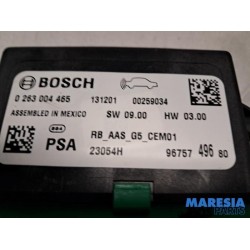 BOSCH
0 263 004 465 131201 00259034
ASSEMBLED IN MEXICO SW 09.00 HW 03.00
RB_AAS_G5_CEM01
PSA 23054H 96757 496 80
MARESIA
PARTS